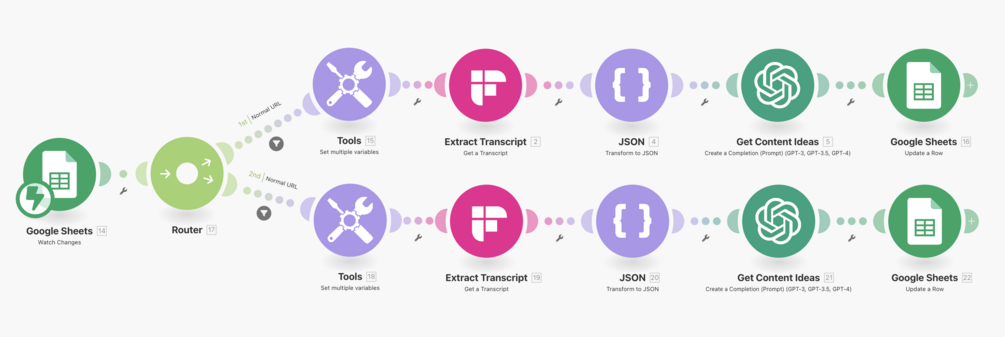 Google Sheets 14
Watch Changes
Router 17
1st | Normal URL
2nd | Normal URL
Tools 15
Set multiple variables
Extract Transcript 2
Get a Transcript
JSON 4
Transform to JSON
Get Content Ideas 5
Create a Completion (Prompt) (GPT-3, GPT-3.5, GPT-4)
Google Sheets 16
Update a Row
Tools 18
Set multiple variables
Extract Transcript 19
Get a Transcript
JSON 20
Transform to JSON
Get Content Ideas 21
Create a Completion (Prompt) (GPT-3, GPT-3.5, GPT-4)
Google Sheets 22
Update a Row